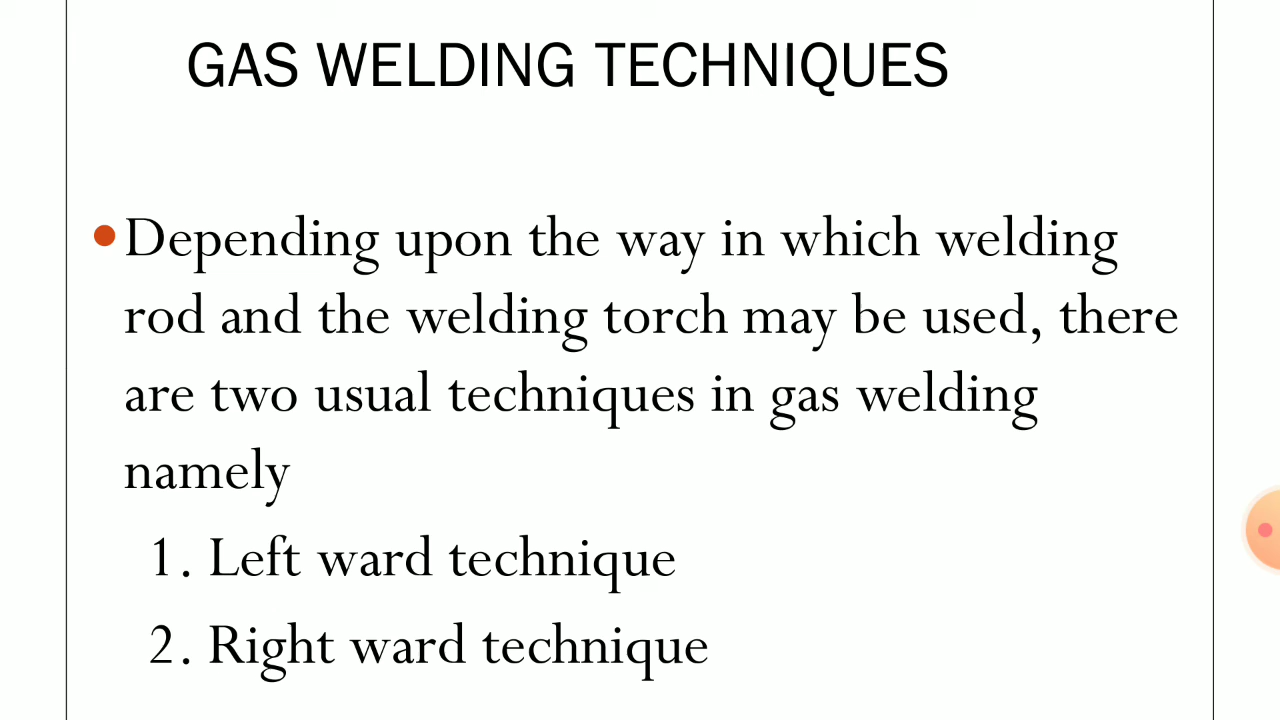 GAS WELDING TECHNIQUES
•Depending upon the way in which welding
rod and the welding torch may be used, there
are two usual techniques in gas welding
namely
1. Left ward technique
2. Right ward technique